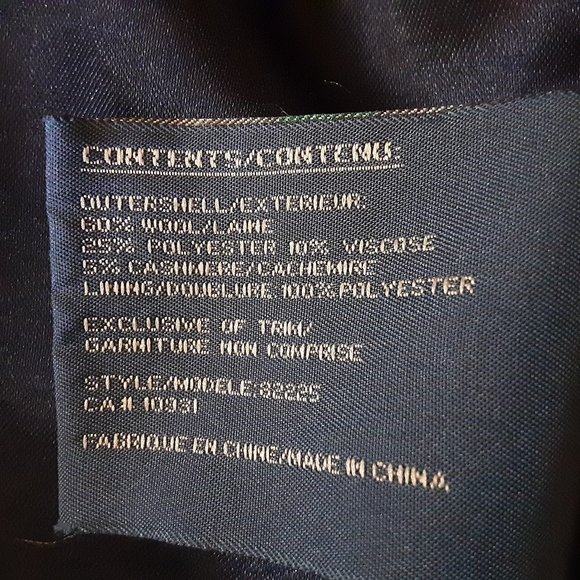 CONTENTS/CONTENU:
OUTERSHELL/EXTERIEUR:
60% WOOL/LAINE
25% POLYESTER 10% VISCOSE
5% CASHMERE/CACHEMIRE
LINING/DOUBLURE 100% POLYESTER
EXCLUSIVE OF TRIM/
GARNITURE NON COMPRISE
STYLE/MODELE:82225
CA# 10931
FABRIQUE EN CHINE/MADE IN CHINA